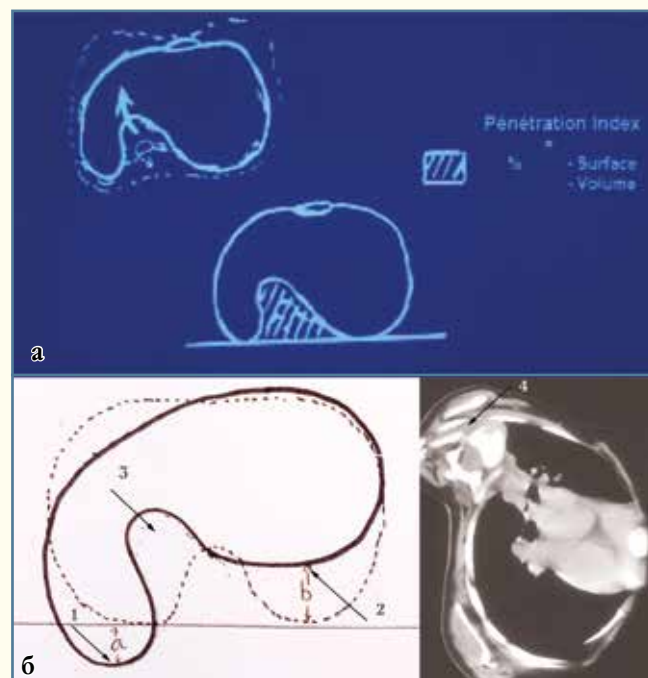 Pénétration Index
=
% - Surface
- Volume
а
3
1
a
b
2
4
б